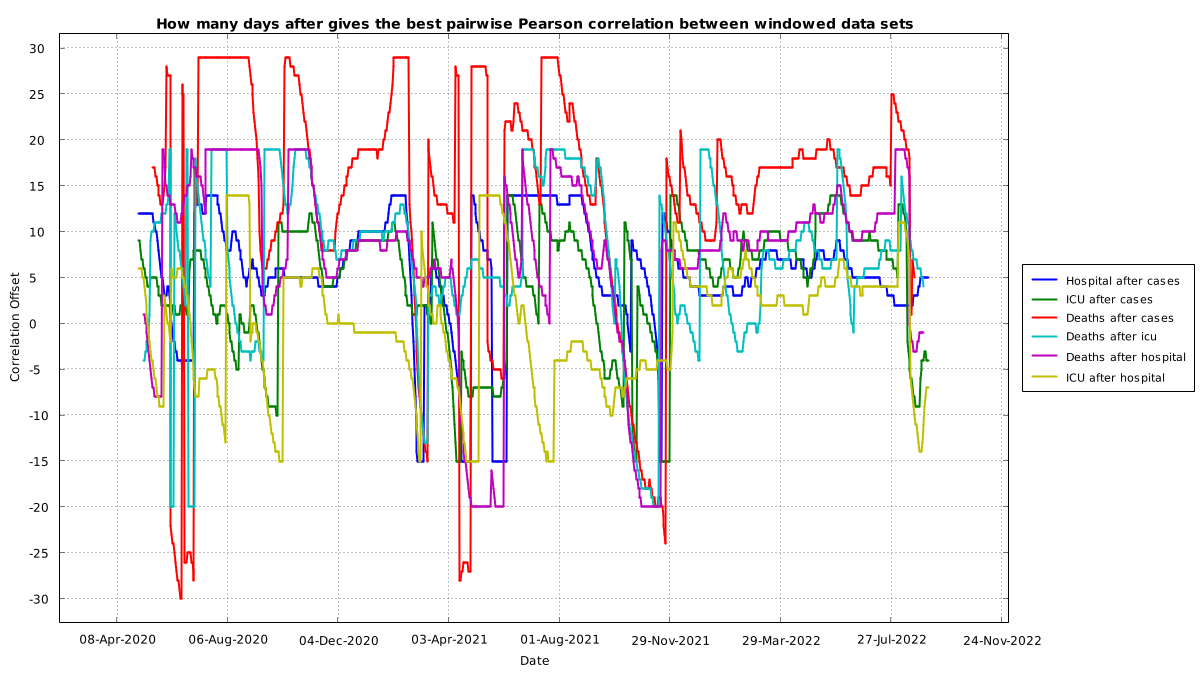 How many days after gives the best pairwise Pearson correlation between windowed data sets
30
25
20
15
10
5
0
-5
-10
-15
-20
-25
-30
Correlation Offset
08-Apr-2020 06-Aug-2020 04-Dec-2020 03-Apr-2021 01-Aug-2021 29-Nov-2021 29-Mar-2022 27-Jul-2022 24-Nov-2022
Date
Hospital after cases
ICU after cases
Deaths after cases
Deaths after icu
Deaths after hospital
ICU after hospital